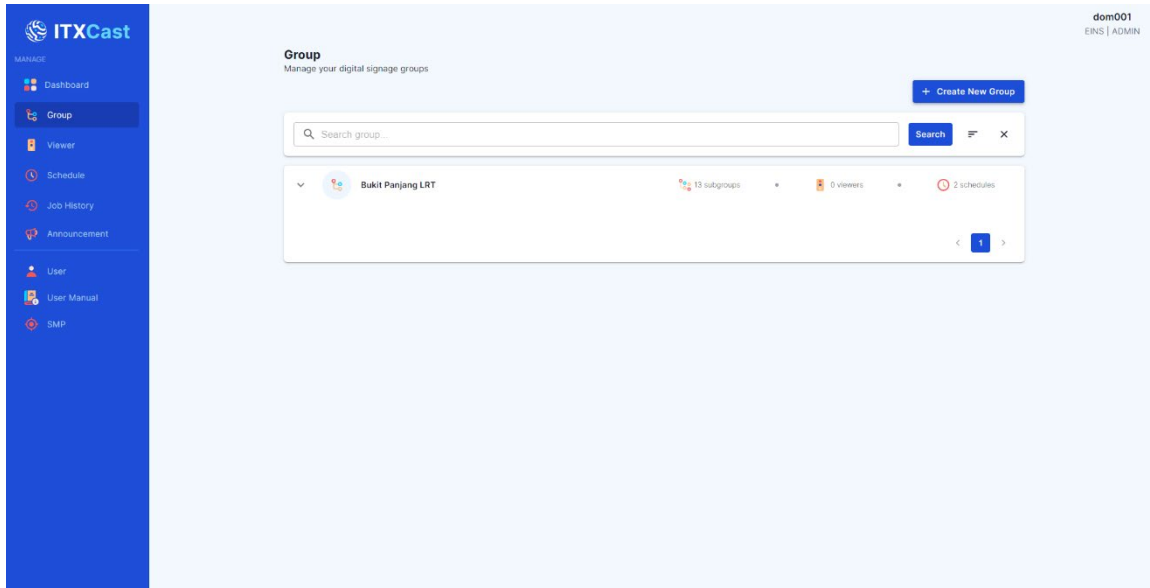 ITXCast
dom001
EINS | ADMIN
MANAGE
Dashboard
Group
Viewer
Schedule
Job History
Announcement
User
User Manual
SMP
Group
Manage your digital signage groups
+ Create New Group
Search group...
Search
Bukit Panjang LRT 13 subgroups • 0 viewers • 2 schedules
< 1 >